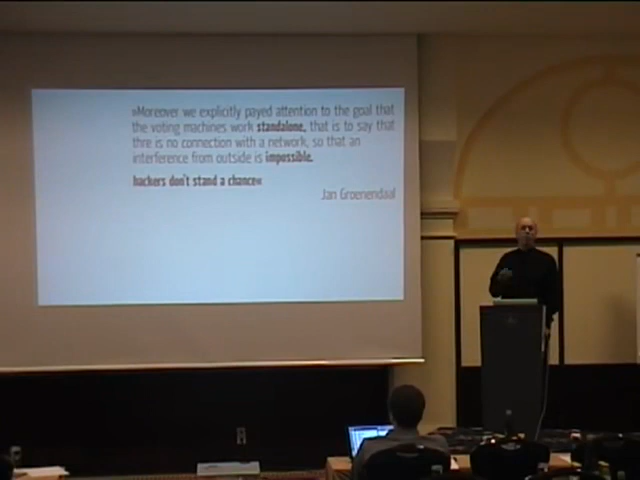 »Moreover we explicitly payed attention to the goal that
the voting machines work standalone, that is to say that
thre is no connection with a network, so that an
interference from outside is impossible.
hackers don't stand a chance«
Jan Groenendaal